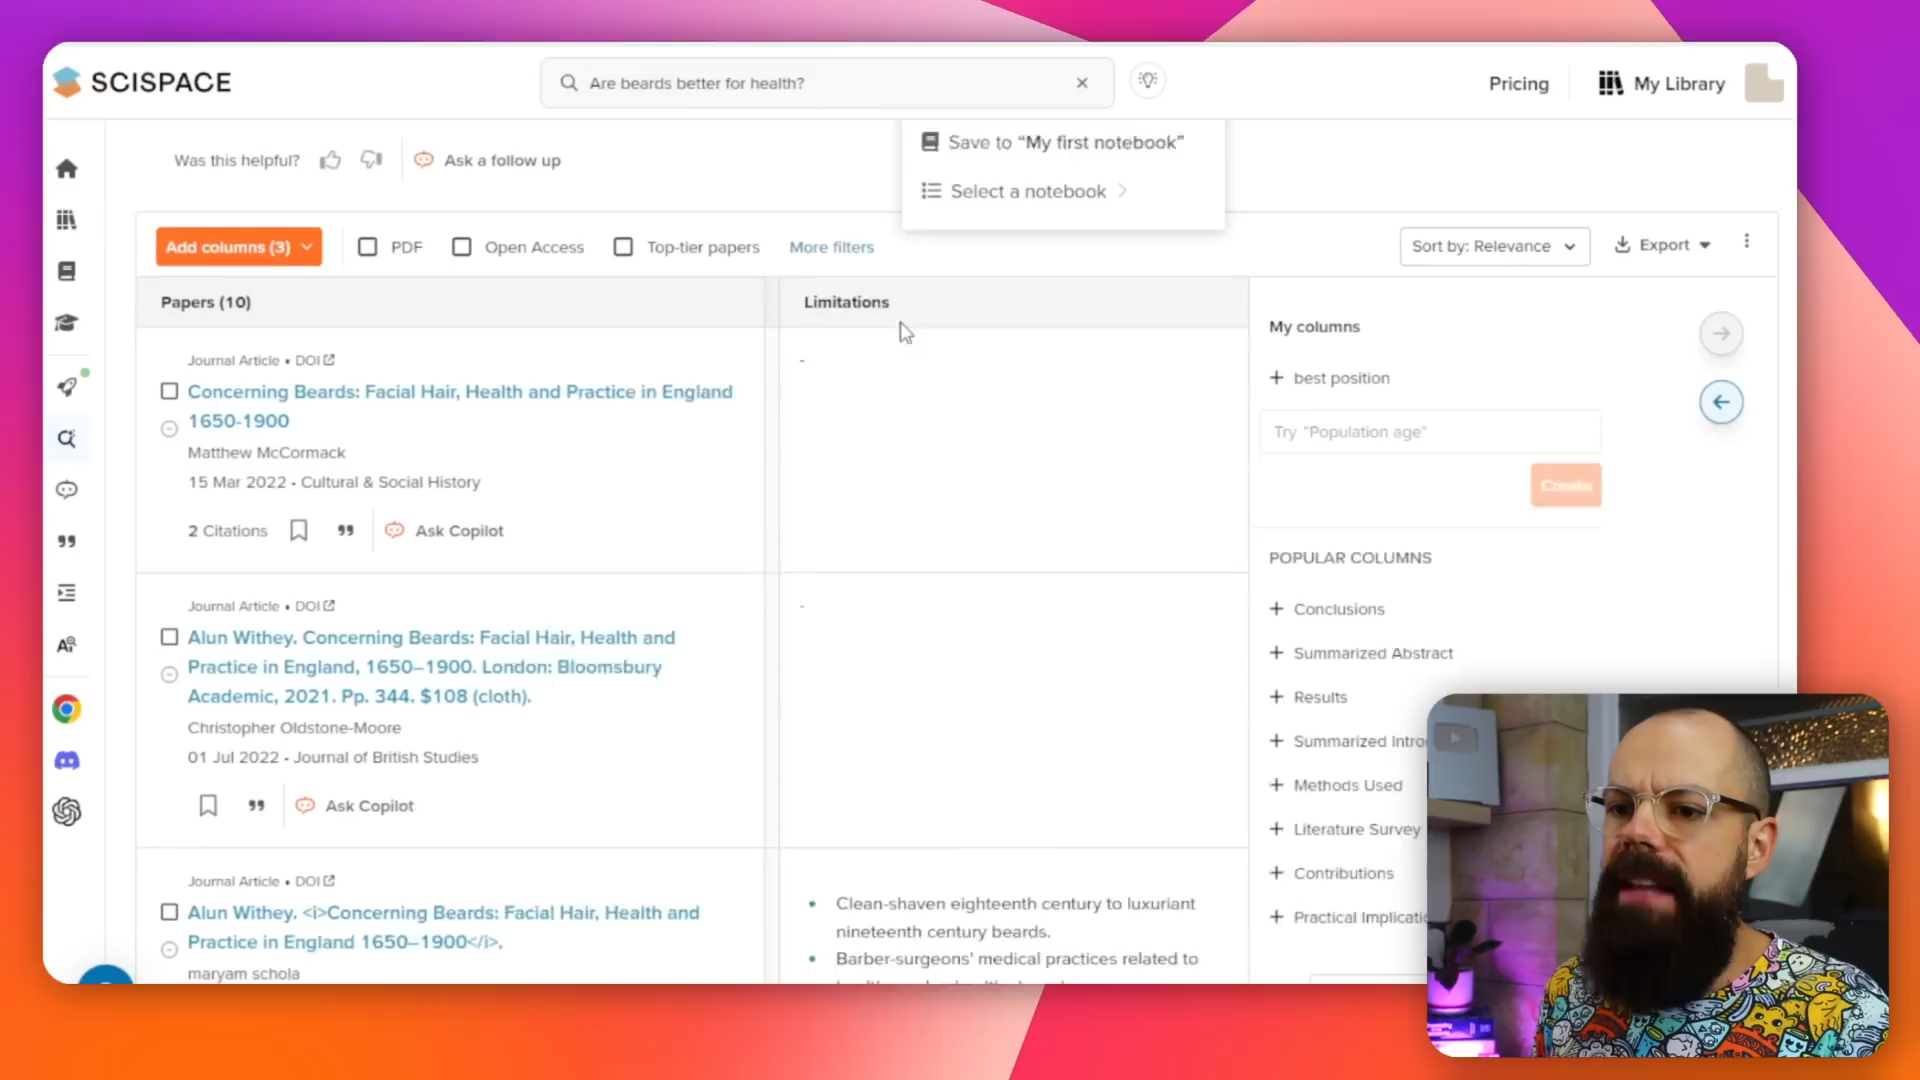 SCISPACE
Are beards better for health?
Pricing
My Library
Save to “My first notebook”
Select a notebook
Was this helpful?
Ask a follow up
Add columns (3)
PDF
Open Access
Top-tier papers
More filters
Sort by: Relevance
Export
Papers (10)
Limitations
My columns
best position
Try "Population age"
Create
POPULAR COLUMNS
Conclusions
Summarized Abstract
Results
Summarized Intro
Methods Used
Literature Survey
Contributions
Practical Implicatio
Journal Article • DOI
Concerning Beards: Facial Hair, Health and Practice in England
1650-1900
Matthew McCormack
15 Mar 2022 - Cultural & Social History
2 Citations
Ask Copilot
-
Journal Article • DOI
Alun Withey. Concerning Beards: Facial Hair, Health and
Practice in England, 1650–1900. London: Bloomsbury
Academic, 2021. Pp. 344. $108 (cloth).
Christopher Oldstone-Moore
01 Jul 2022 - Journal of British Studies
Ask Copilot
-
Journal Article • DOI
Alun Withey. <i>Concerning Beards: Facial Hair, Health and
Practice in England 1650–1900</i>.
maryam schola
• Clean-shaven eighteenth century to luxuriant
nineteenth century beards.
• Barber-surgeons' medical practices related to